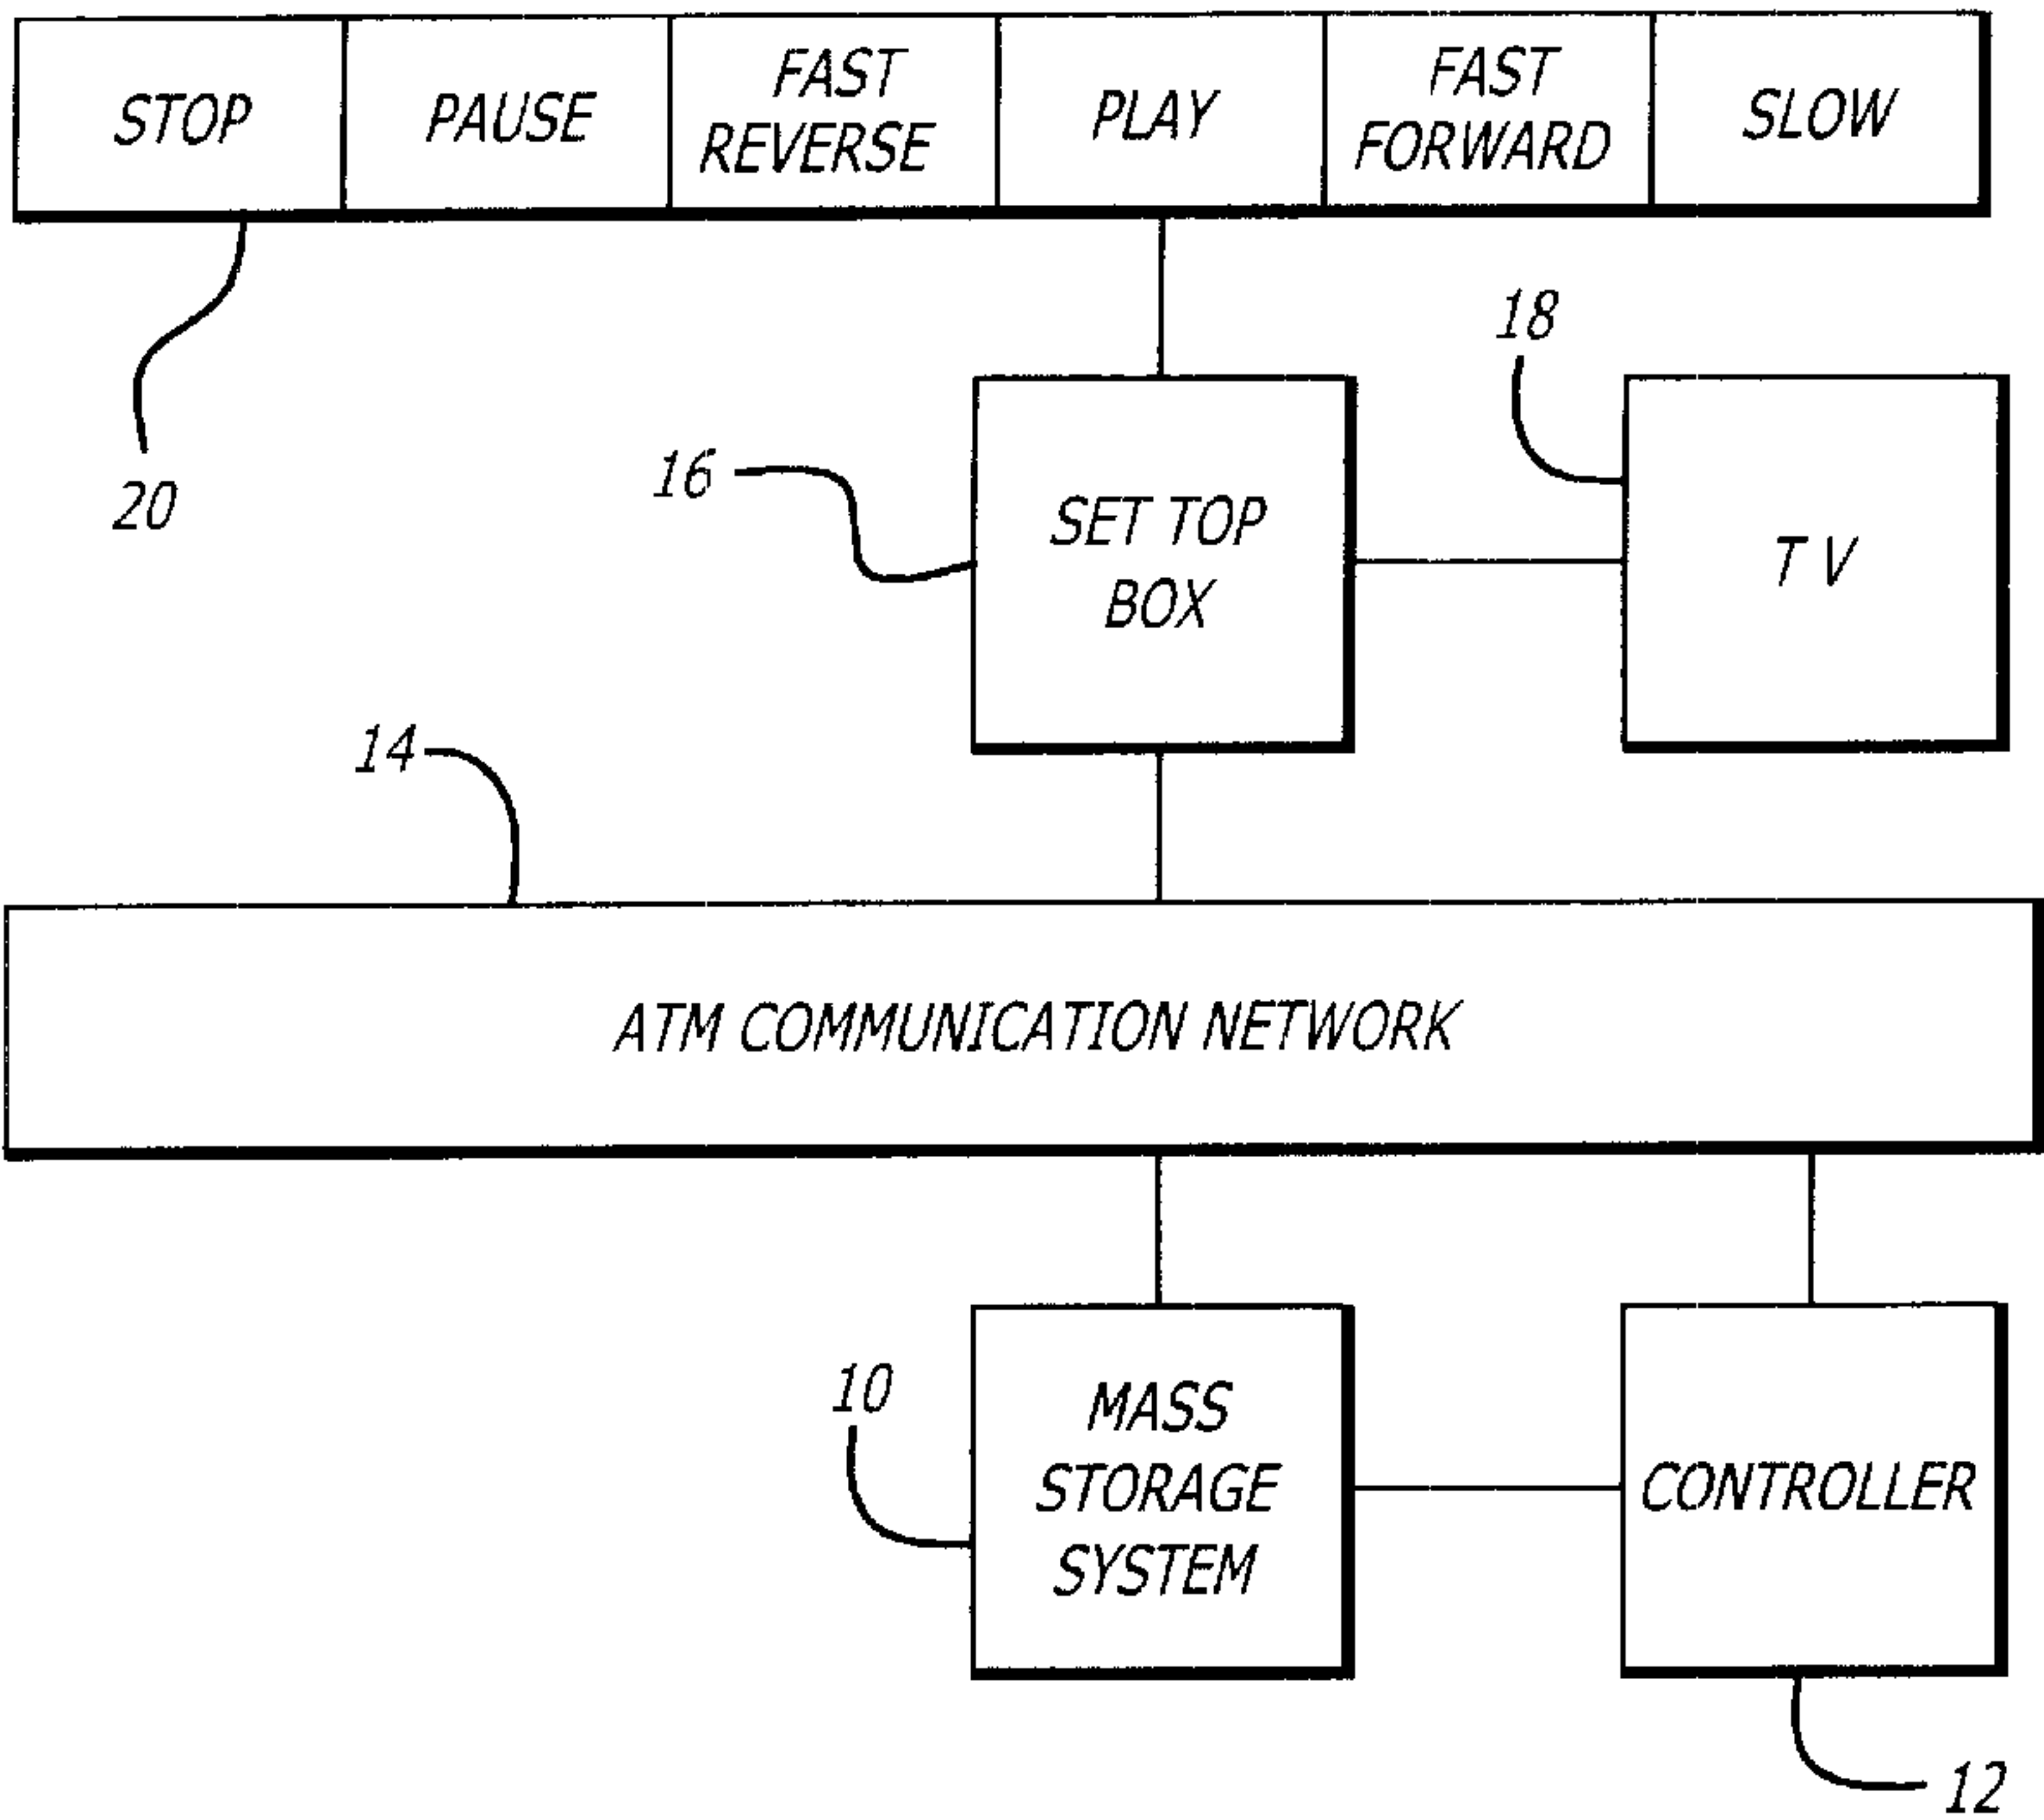 STOP
PAUSE
FAST
REVERSE
PLAY
FAST
FORWARD
SLOW
20
18
16
SET TOP
BOX
TV
14
ATM COMMUNICATION NETWORK
10
MASS
STORAGE
SYSTEM
CONTROLLER
12